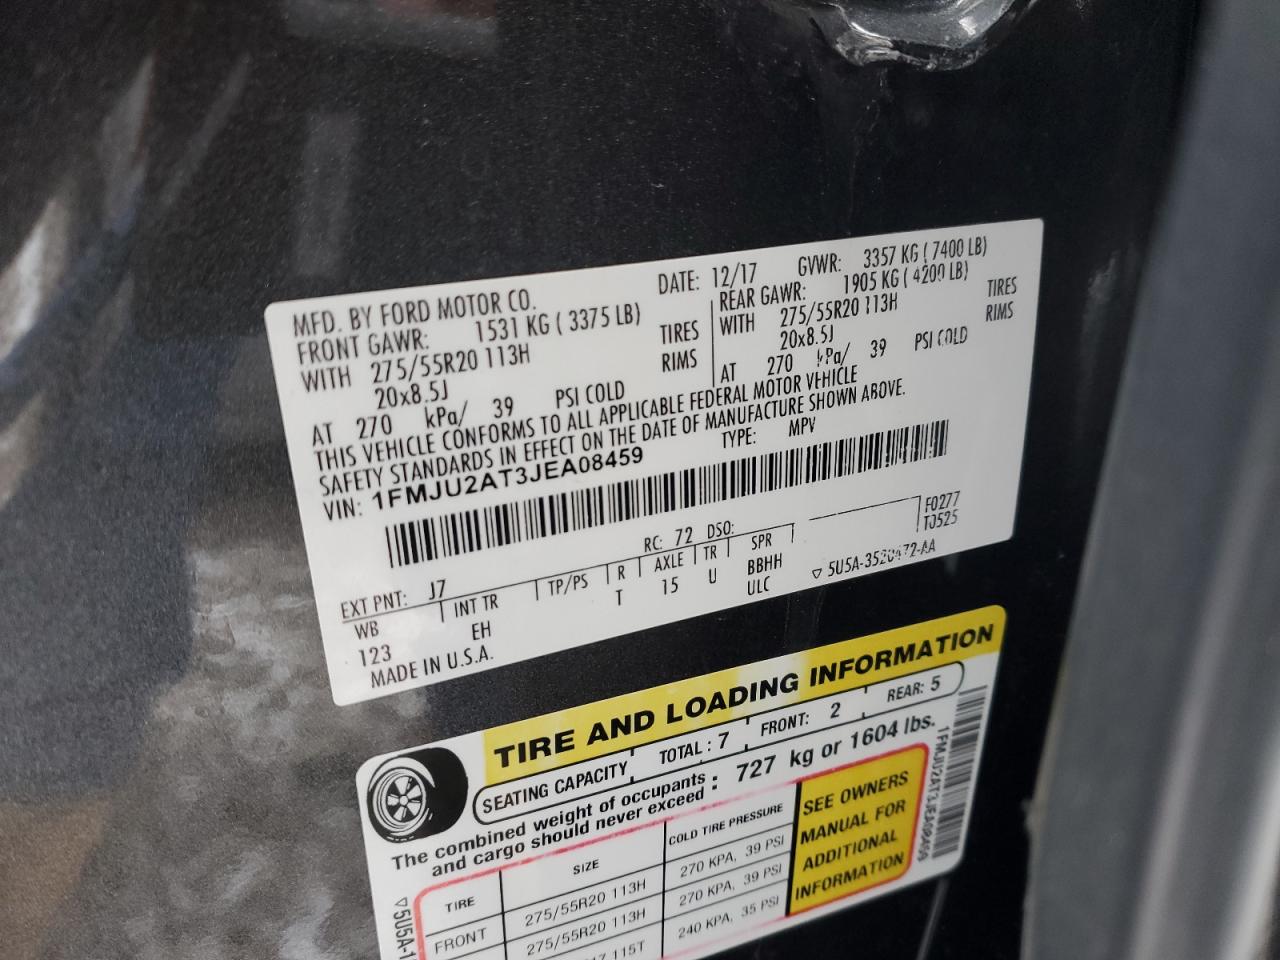 MFD. BY FORD MOTOR CO.
DATE: 12/17 GVWR: 3357 KG ( 7400 LB)
FRONT GAWR: 1531 KG ( 3375 LB)
WITH 275/55R20 113H TIRES
20x8.5J RIMS
AT 270 kPa/ 39 PSI COLD
REAR GAWR: 1905 KG ( 4200 LB)
WITH 275/55R20 113H TIRES
20x8.5J RIMS
AT 270 kPa/ 39 PSI COLD
THIS VEHICLE CONFORMS TO ALL APPLICABLE FEDERAL MOTOR VEHICLE
SAFETY STANDARDS IN EFFECT ON THE DATE OF MANUFACTURE SHOWN ABOVE.
VIN: 1FMJU2AT3JEA08459 TYPE: MPV
F0277
T0525
EXT PNT: J7 RC: 72 DSO:
WB INT TR TP/PS R AXLE TR SPR
123 EH T 15 U BBHH
ULC
MADE IN U.S.A.
TIRE AND LOADING INFORMATION
SEATING CAPACITY TOTAL : 7 FRONT: 2 REAR: 5
The combined weight of occupants
and cargo should never exceed : 727 kg or 1604 lbs.
TIRE SIZE COLD TIRE PRESSURE
FRONT 275/55R20 113H 270 KPA, 39 PSI
275/55R20 113H 270 KPA, 39 PSI
115T 240 KPA, 35 PSI
SEE OWNERS
MANUAL FOR
ADDITIONAL
INFORMATION
1FMJU2AT3JEA08459